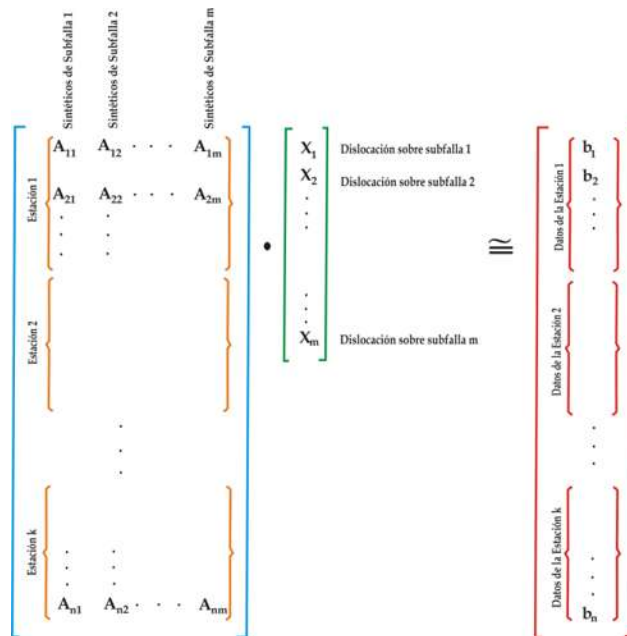 Sintéticos de Subfalla 1
Sintéticos de Subfalla 2
Sintéticos de Subfalla m
Estación 1
A₁₁ A₁₂ · · · A₁ₘ
A₂₁ A₂₂ · · · A₂ₘ
Estación 2
Estación k
Aₙ₁ Aₙ₂ · · · Aₙₘ
•
X₁ Dislocación sobre subfalla 1
X₂ Dislocación sobre subfalla 2
Xₘ Dislocación sobre subfalla m
≅
Datos de la Estación 1
b₁
b₂
Datos de la Estación 2
Datos de la Estación k
bₙ